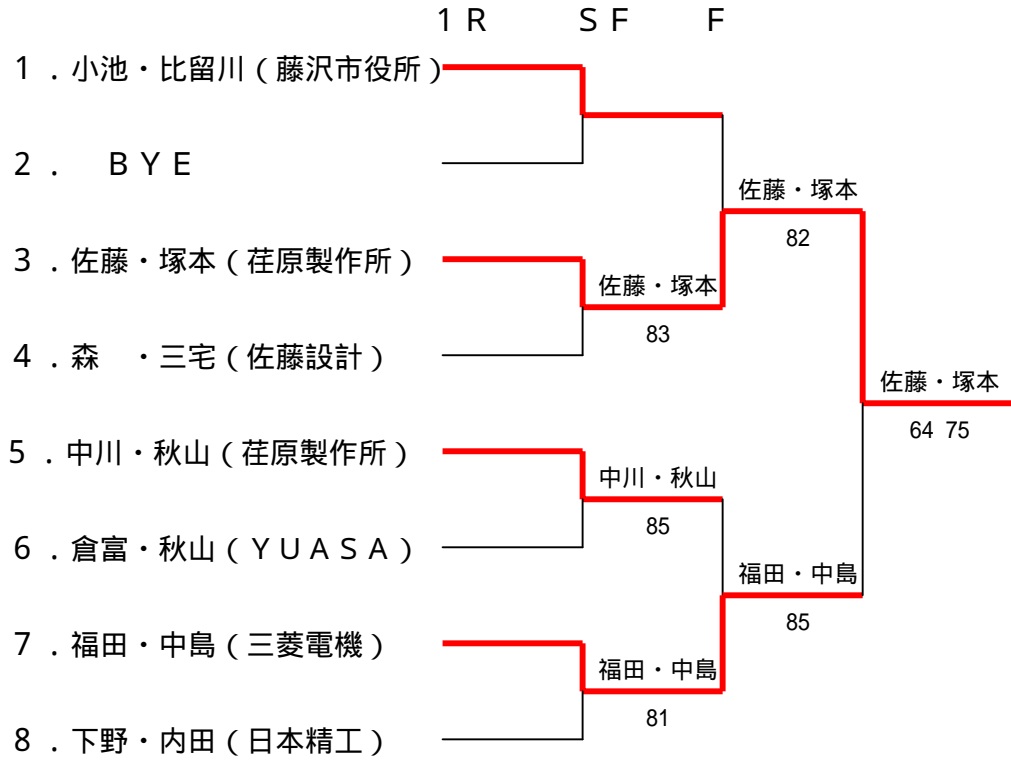 １Ｒ ＳＦ Ｆ
１．小池・比留川（藤沢市役所）
２． ＢＹＥ
佐藤・塚本
82
３．佐藤・塚本（荏原製作所）
佐藤・塚本
83
４．森　・三宅（佐藤設計）
佐藤・塚本
64 75
５．中川・秋山（荏原製作所）
中川・秋山
85
６．倉富・秋山（ＹＵＡＳＡ）
福田・中島
85
７．福田・中島（三菱電機）
福田・中島
81
８．下野・内田（日本精工）